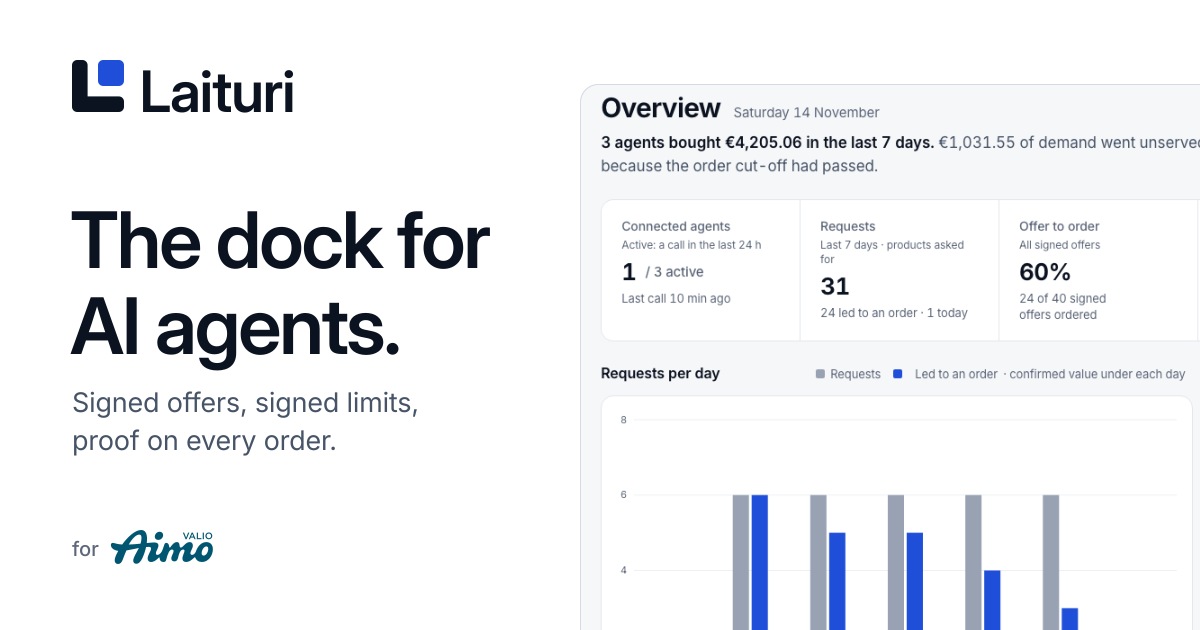 Laituri
The dock for
AI agents.
Signed offers, signed limits,
proof on every order.
for Aimo VALIO
Overview Saturday 14 November
3 agents bought €4,205.06 in the last 7 days. €1,031.55 of demand went unserved
because the order cut-off had passed.
Connected agents
Active: a call in the last 24 h
1 / 3 active
Last call 10 min ago
Requests
Last 7 days · products asked
for
31
24 led to an order · 1 today
Offer to order
All signed offers
60%
24 of 40 signed
offers ordered
Requests per day
Requests Led to an order · confirmed value under each day
8
6
4